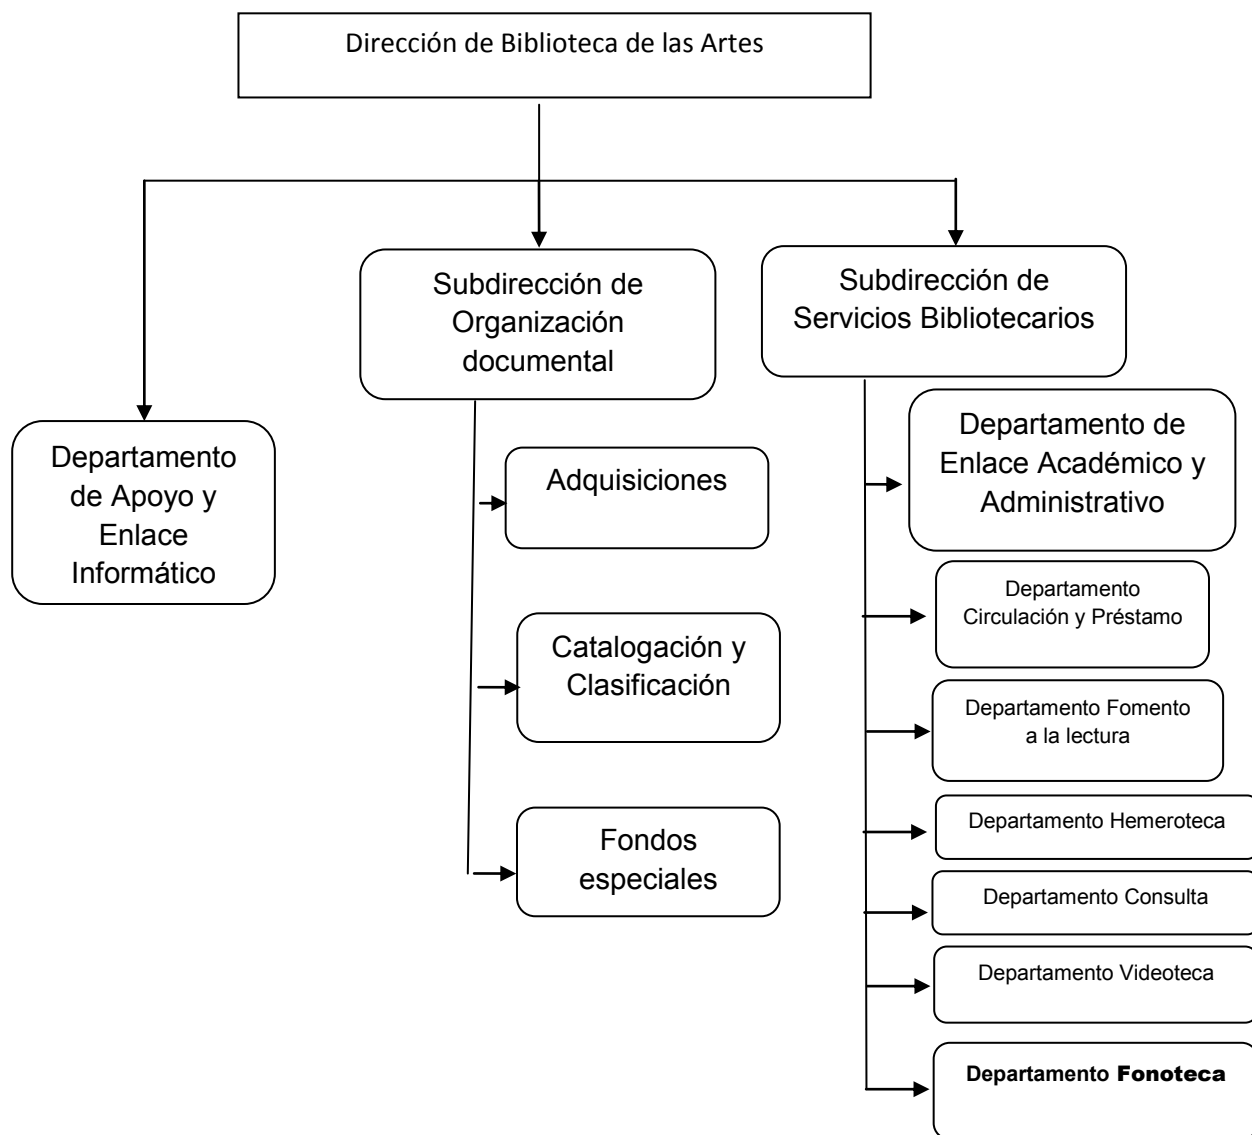 Dirección de Biblioteca de las Artes
Subdirección de
Organización
documental
Subdirección de
Servicios Bibliotecarios
Departamento
de Apoyo y
Enlace
Informático
Adquisiciones
Catalogación y
Clasificación
Fondos
especiales
Departamento de
Enlace Académico y
Administrativo
Departamento
Circulación y Préstamo
Departamento Fomento
a la lectura
Departamento Hemeroteca
Departamento Consulta
Departamento Videoteca
Departamento Fonoteca